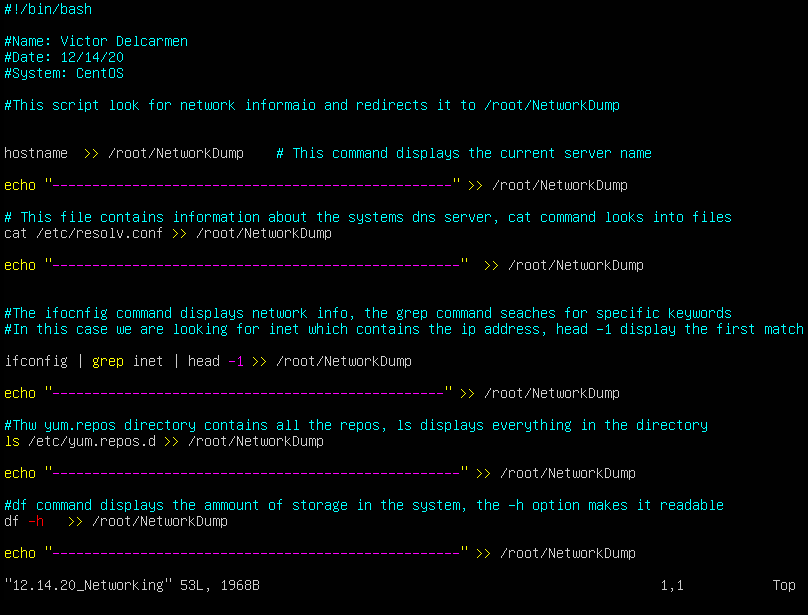 #!/bin/bash
#Name: Victor Delcarmen
#Date: 12/14/20
#System: CentOS
#This script look for network informaio and redirects it to /root/NetworkDump
hostname  >> /root/NetworkDump    # This command displays the current server name
echo "--------------------------------------------------" >> /root/NetworkDump
# This file contains information about the systems dns server, cat command looks into files
cat /etc/resolv.conf >> /root/NetworkDump
echo "---------------------------------------------------"  >> /root/NetworkDump
#The ifocnfig command displays network info, the grep command seaches for specific keywords
#In this case we are looking for inet which contains the ip address, head -1 display the first match
ifconfig | grep inet | head -1 >> /root/NetworkDump
echo "-------------------------------------------------" >> /root/NetworkDump
#Thw yum.repos directory contains all the repos, ls displays everything in the directory
ls /etc/yum.repos.d >> /root/NetworkDump
echo "---------------------------------------------------" >> /root/NetworkDump
#df command displays the ammount of storage in the system, the -h option makes it readable
df -h   >> /root/NetworkDump
echo "---------------------------------------------------" >> /root/NetworkDump
"12.14.20_Networking" 53L, 1968B 1,1 Top